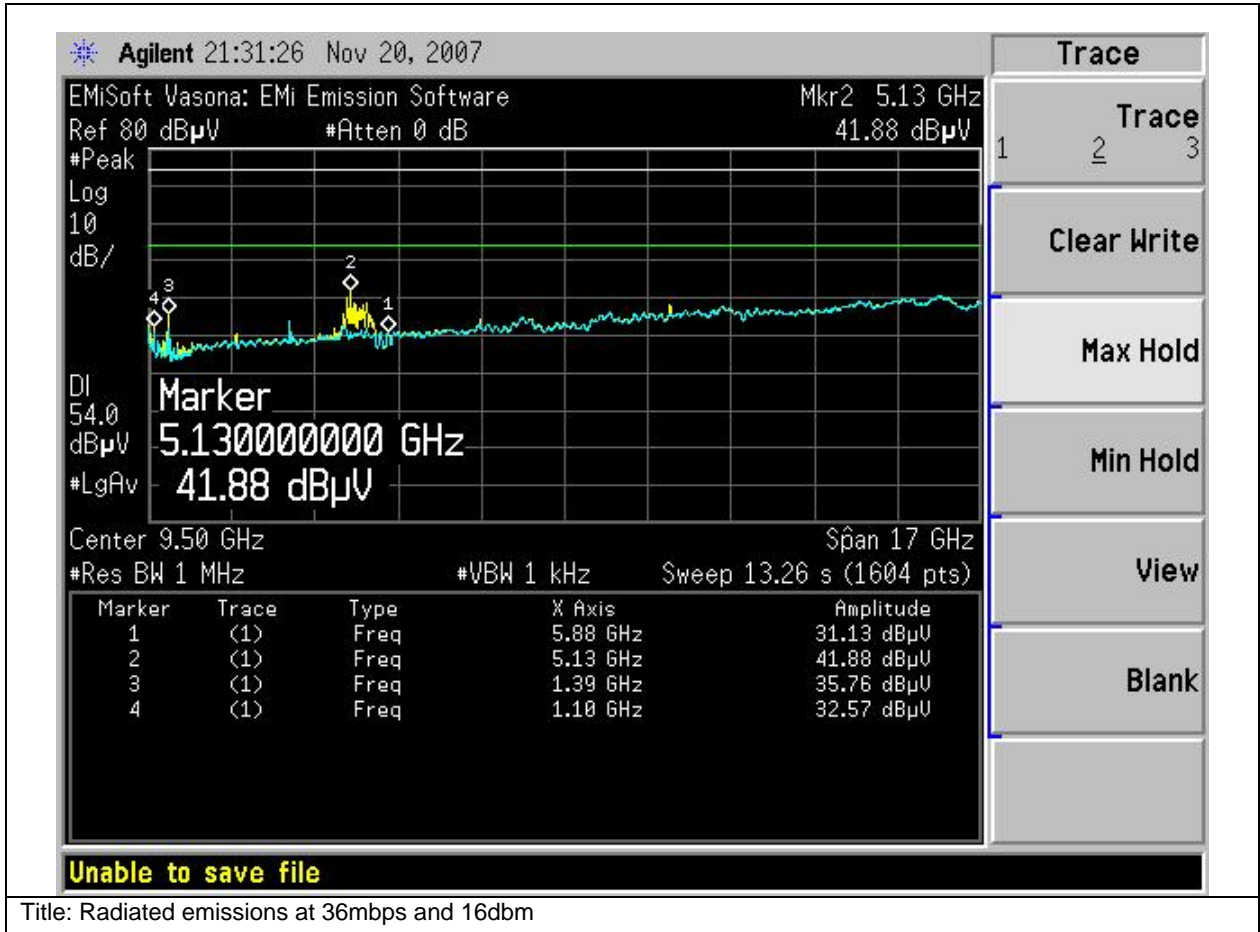 Agilent 21:31:26 Nov 20, 2007
Trace
EMiSoft Vasona: EMi Emission Software
Mkr2 5.13 GHz
Ref 80 dBµV
#Atten 0 dB
41.88 dBµV
#Peak
Log
10
dB/
4
3
2
1
DI
54.0
dBµV
#LgAv
Marker
5.130000000 GHz
41.88 dBµV
Center 9.50 GHz
Span 17 GHz
#Res BW 1 MHz
#VBW 1 kHz
Sweep 13.26 s (1604 pts)
Marker Trace Type X Axis Amplitude
1 (1) Freq 5.88 GHz 31.13 dBµV
2 (1) Freq 5.13 GHz 41.88 dBµV
3 (1) Freq 1.39 GHz 35.76 dBµV
4 (1) Freq 1.10 GHz 32.57 dBµV
Trace
1 2 3
Clear Write
Max Hold
Min Hold
View
Blank
Unable to save file
Title: Radiated emissions at 36mbps and 16dbm